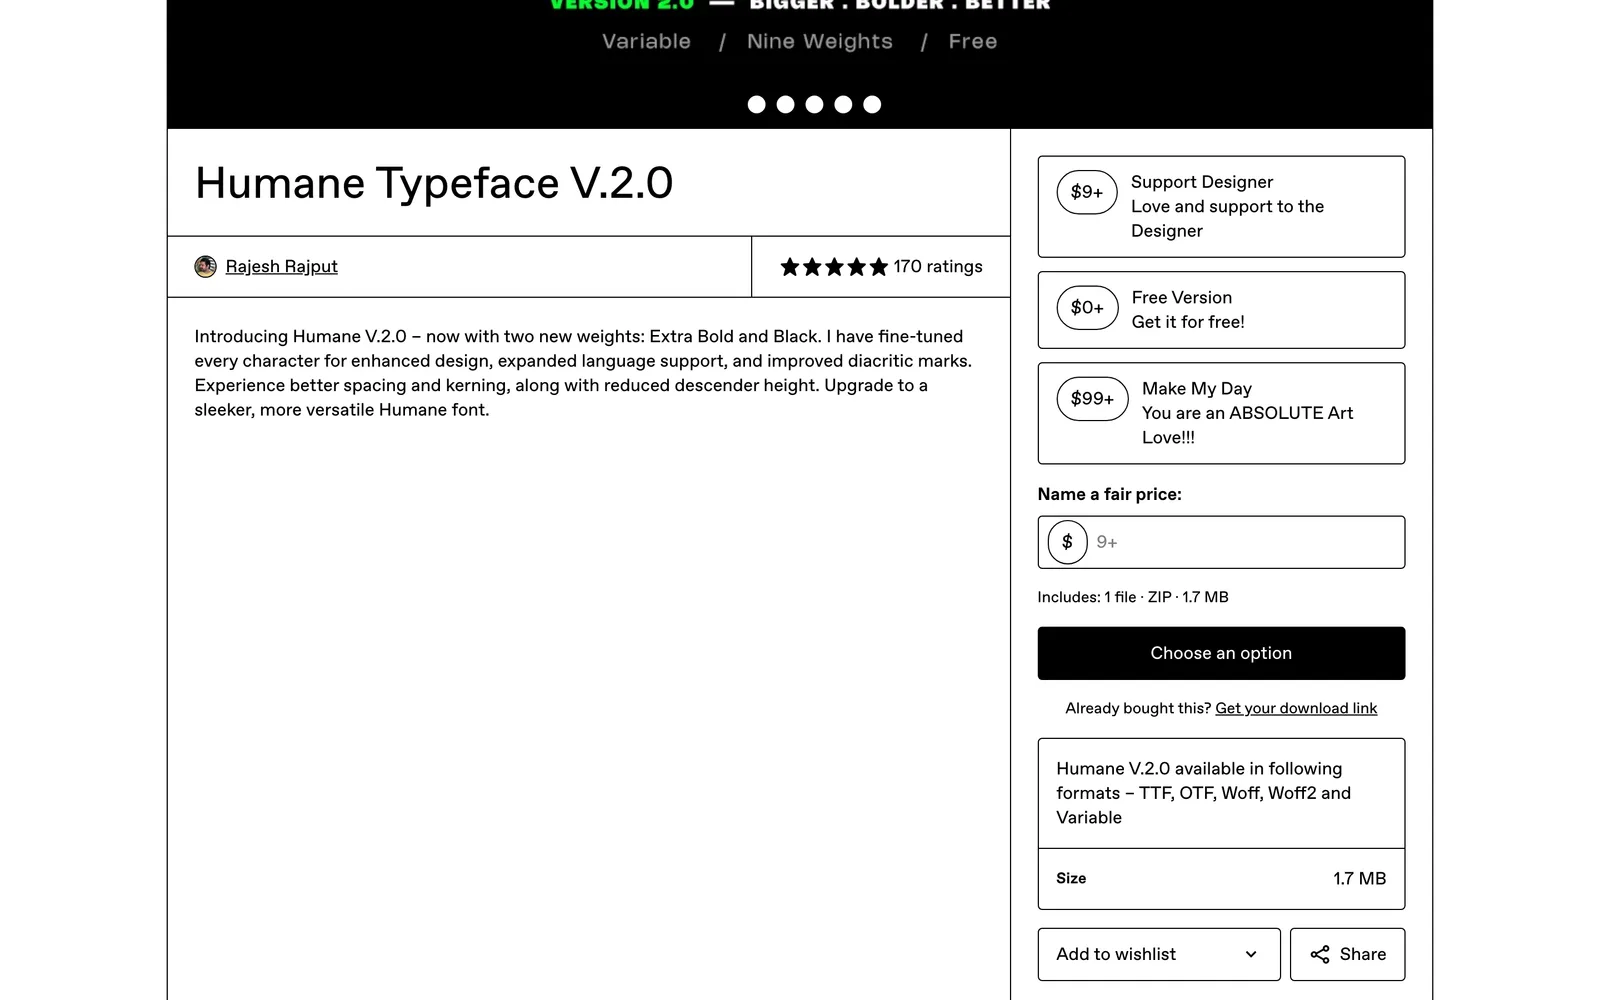 VERSION 2.0 — BIGGER . BOLDER . BETTER
Variable / Nine Weights / Free
Humane Typeface V.2.0
Rajesh Rajput
170 ratings
Introducing Humane V.2.0 – now with two new weights: Extra Bold and Black. I have fine-tuned
every character for enhanced design, expanded language support, and improved diacritic marks.
Experience better spacing and kerning, along with reduced descender height. Upgrade to a
sleeker, more versatile Humane font.
$9+
Support Designer
Love and support to the
Designer
$0+
Free Version
Get it for free!
$99+
Make My Day
You are an ABSOLUTE Art
Love!!!
Name a fair price:
$ 9+
Includes: 1 file · ZIP · 1.7 MB
Choose an option
Already bought this? Get your download link
Humane V.2.0 available in following
formats – TTF, OTF, Woff, Woff2 and
Variable
Size 1.7 MB
Add to wishlist
Share